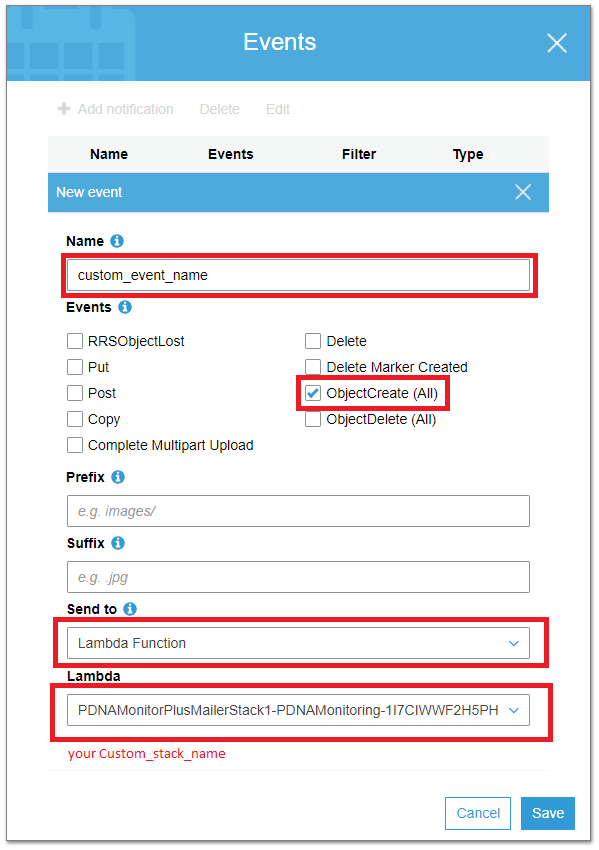 Events
Add notification Delete Edit
Name Events Filter Type
New event
Name
custom_event_name
Events
RRSObjectLost Delete
Put Delete Marker Created
Post ObjectCreate (All)
Copy ObjectDelete (All)
Complete Multipart Upload
Prefix
e.g. images/
Suffix
e.g. .jpg
Send to
Lambda Function
Lambda
PDNAMonitorPlusMailerStack1-PDNAMonitoring-1I7CIWWF2H5PH
your Custom_stack_name
Cancel Save